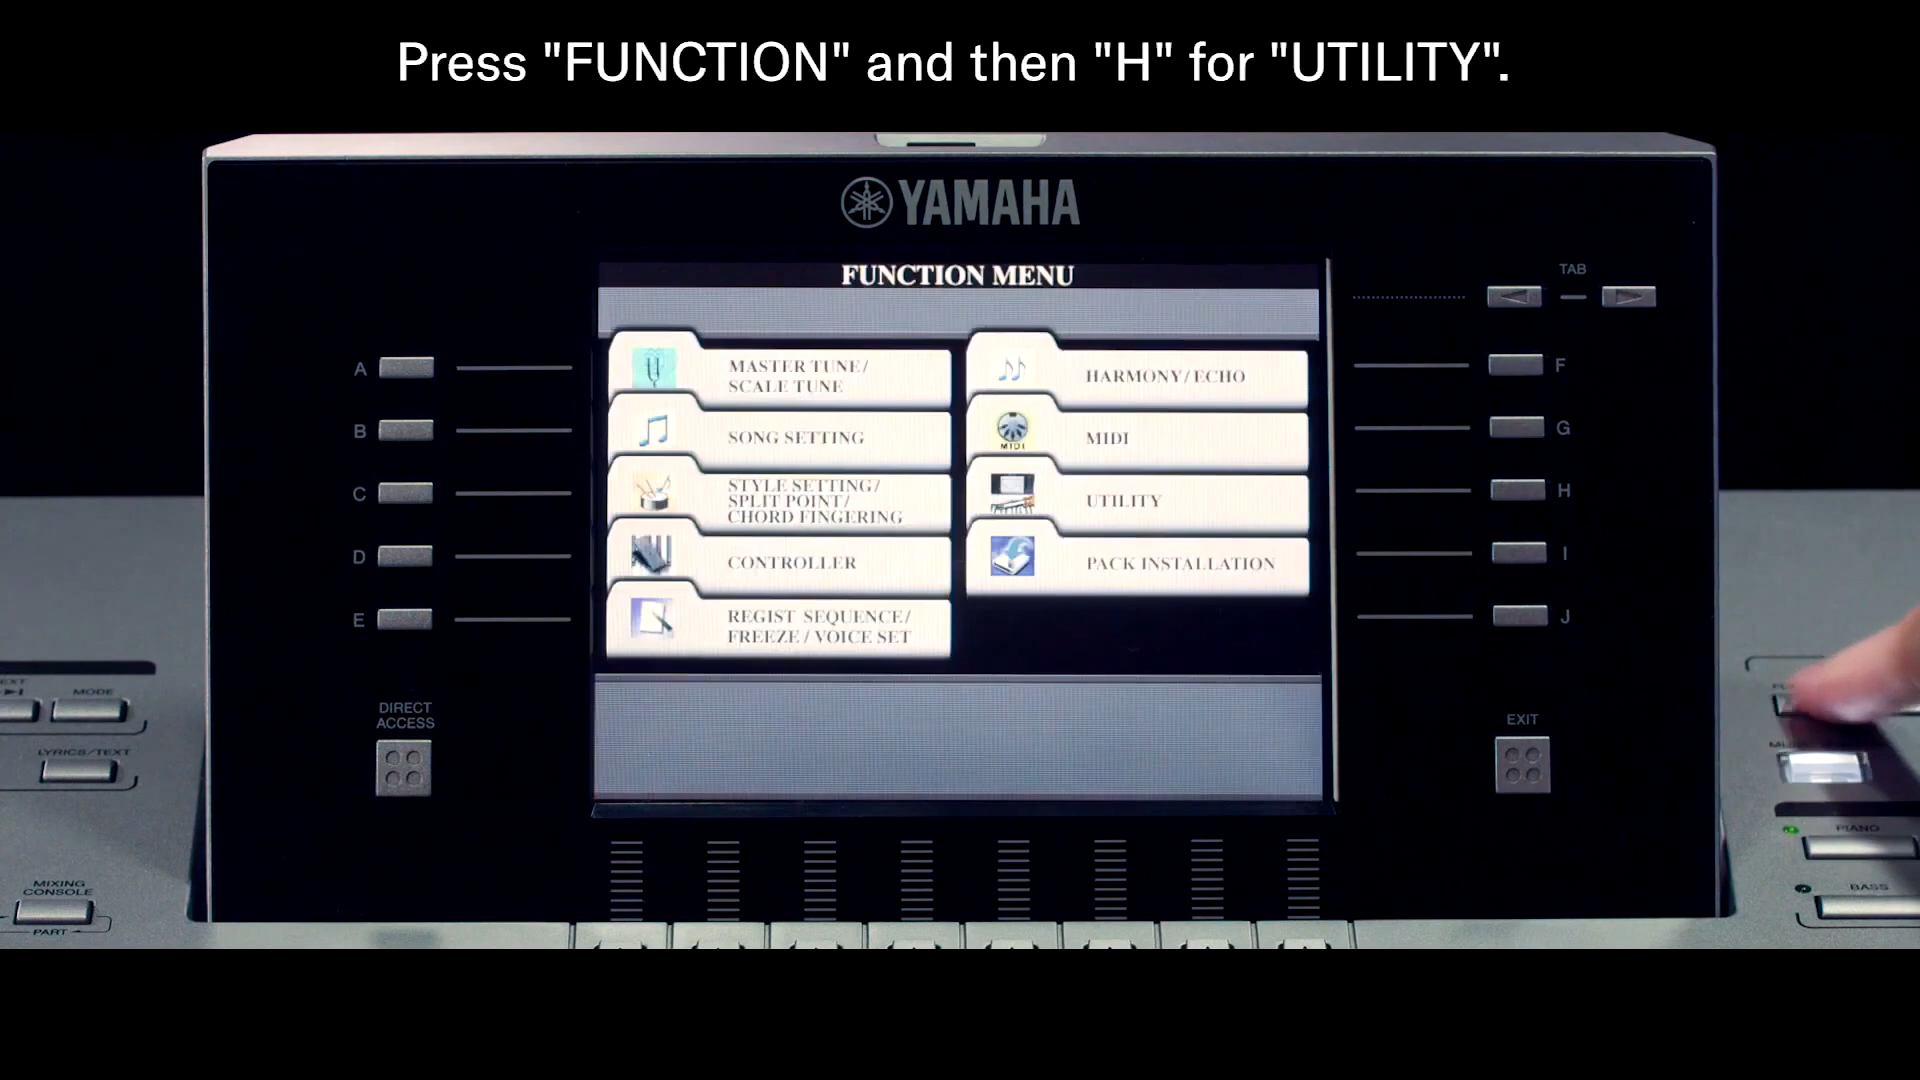 Press "FUNCTION" and then "H" for "UTILITY".
YAMAHA
FUNCTION MENU
TAB
A
MASTER TUNE/
SCALE TUNE
HARMONY/ECHO
F
B
SONG SETTING
MIDI
MIDI
G
C
STYLE SETTING/
SPLIT POINT/
CHORD FINGERING
UTILITY
H
D
CONTROLLER
PACK INSTALLATION
I
E
REGIST SEQUENCE/
FREEZE / VOICE SET
J
MODE
DIRECT
ACCESS
EXIT
LYRICS/TEXT
PIANO
MIXING
CONSOLE
PART
BASS